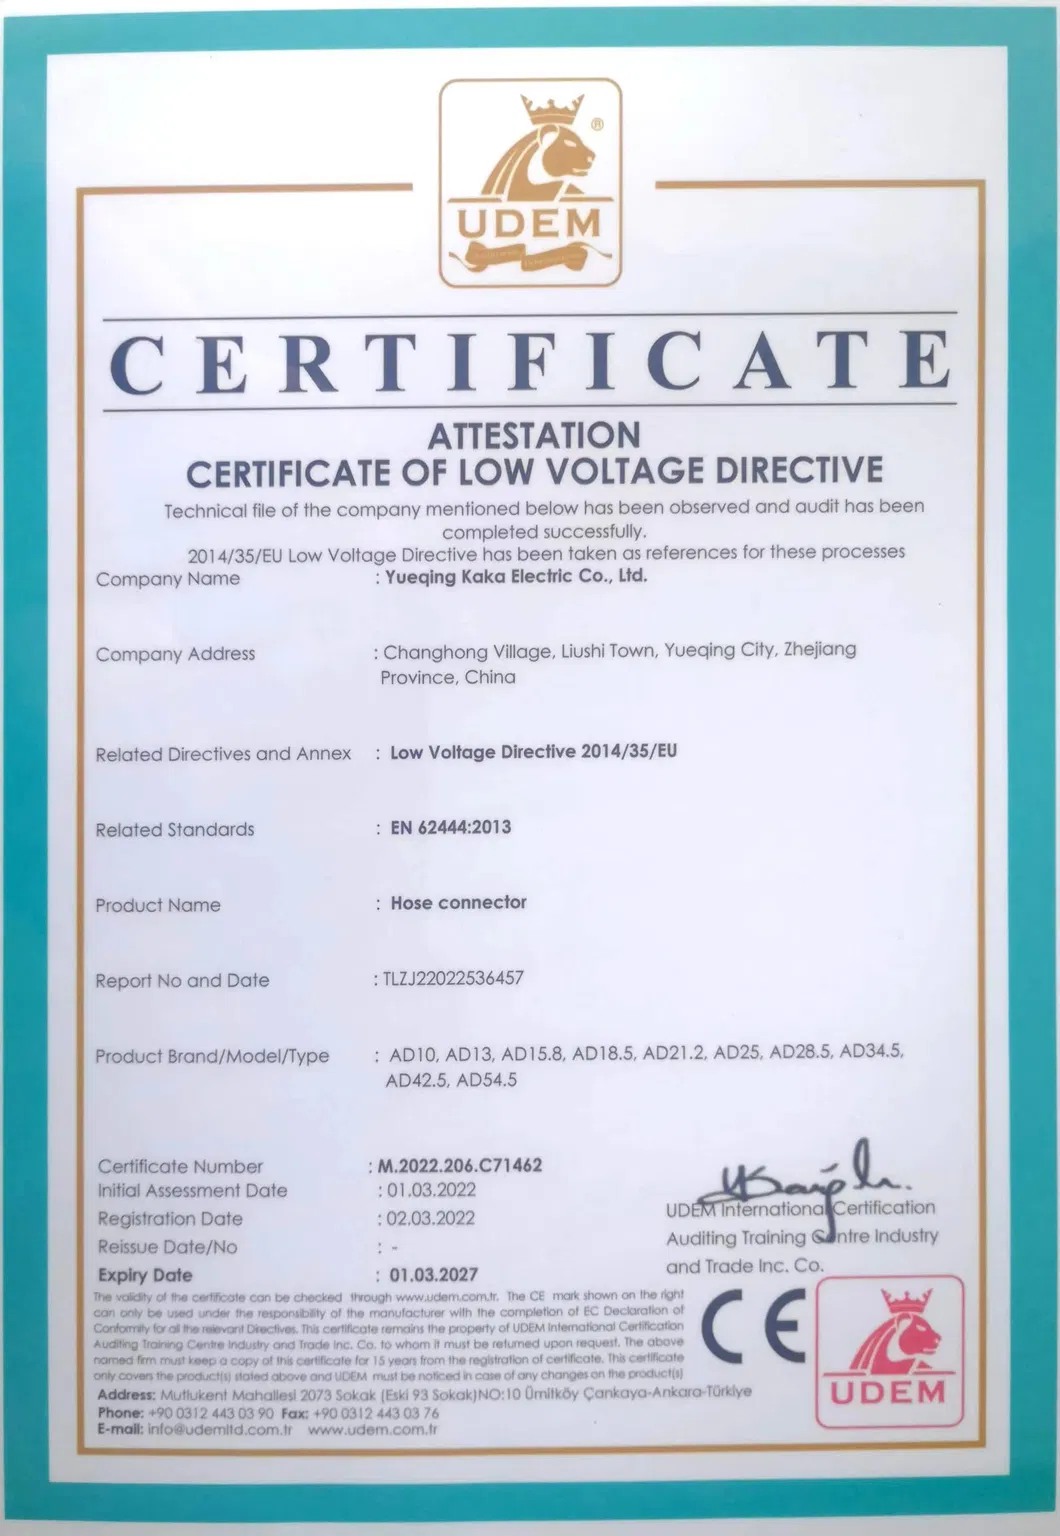 ®
UDEM
CERTIFICATE
ATTESTATION
CERTIFICATE OF LOW VOLTAGE DIRECTIVE
Technical file of the company mentioned below has been observed and audit has been
completed successfully.
2014/35/EU Low Voltage Directive has been taken as references for these processes
Company Name : Yueqing Kaka Electric Co., Ltd.
Company Address : Changhong Village, Liushi Town, Yueqing City, Zhejiang
Province, China
Related Directives and Annex : Low Voltage Directive 2014/35/EU
Related Standards : EN 62444:2013
Product Name : Hose connector
Report No and Date : TLZJ22022536457
Product Brand/Model/Type : AD10, AD13, AD15.8, AD18.5, AD21.2, AD25, AD28.5, AD34.5,
AD42.5, AD54.5
Certificate Number : M.2022.206.C71462
Initial Assessment Date : 01.03.2022
Registration Date : 02.03.2022
Reissue Date/No : -
Expiry Date : 01.03.2027
UDEM International Certification
Auditing Training Centre Industry
and Trade Inc. Co.
The validity of the certificate can be checked through www.udem.com.tr. The CE mark shown on the right
can only be used under the responsibility of the manufacturer with the completion of EC Declaration of
Conformity for all the relevant Directives. This certificate remains the property of UDEM International Certification
Auditing Training Centre Industry and Trade Inc. Co. to whom it must be returned upon request. The above
named firm must keep a copy of this certificate for 15 years from the registration of certificate. This certificate
only covers the product(s) stated above and UDEM must be noticed in case of any changes on the product(s)
Address: Mutlukent Mahallesi 2073 Sokak (Eski 93 Sokak)NO:10 Ümitköy Çankaya-Ankara-Türkiye
Phone: +90 0312 443 03 90 Fax: +90 0312 443 03 76
E-mail: info@udemltd.com.tr www.udem.com.tr
CE
UDEM